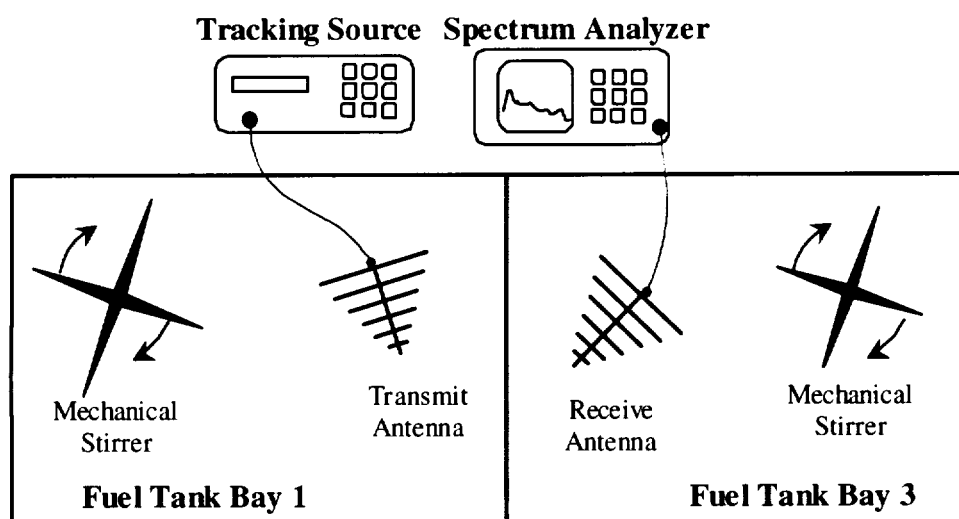 Tracking Source Spectrum Analyzer
Mechanical
Stirrer
Transmit
Antenna
Receive
Antenna
Mechanical
Stirrer
Fuel Tank Bay 1
Fuel Tank Bay 3